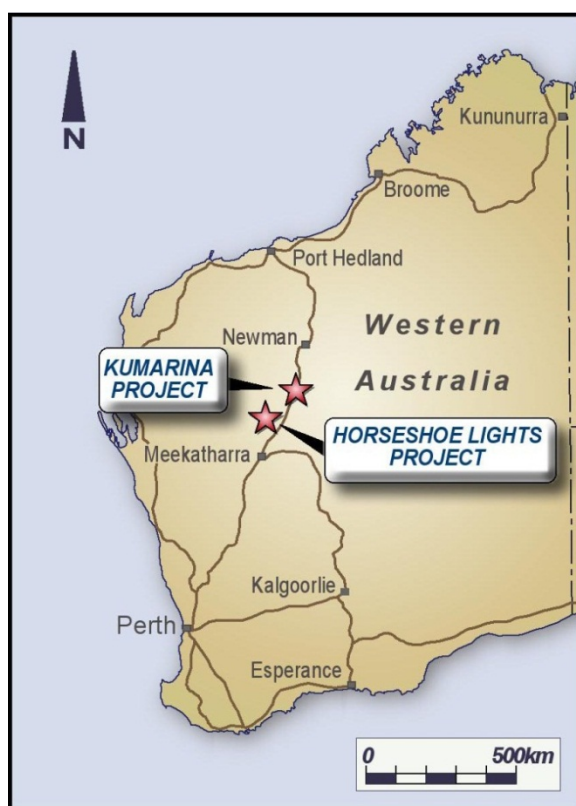 Kununurra
N
Broome
Port Hedland
Newman
Western
Australia
KUMARINA
PROJECT
HORSESHOE LIGHTS
PROJECT
Meekatharra
Kalgoorlie
Perth
Esperance
0 500km